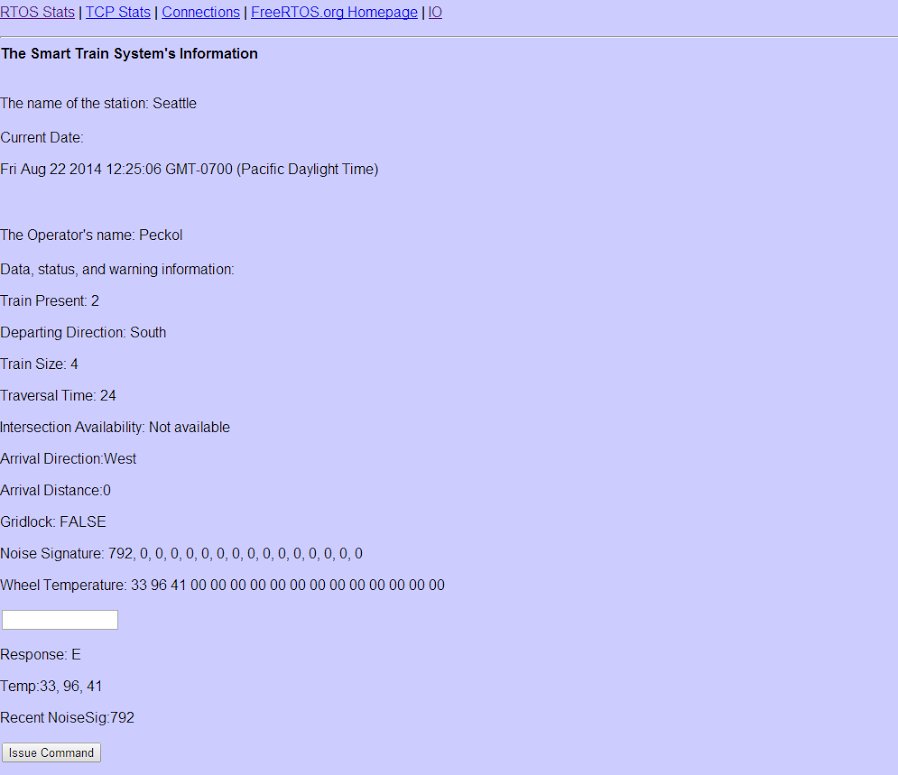 RTOS Stats | TCP Stats | Connections | FreeRTOS.org Homepage | IO
The Smart Train System's Information
The name of the station: Seattle
Current Date:
Fri Aug 22 2014 12:25:06 GMT-0700 (Pacific Daylight Time)
The Operator's name: Peckol
Data, status, and warning information:
Train Present: 2
Departing Direction: South
Train Size: 4
Traversal Time: 24
Intersection Availability: Not available
Arrival Direction:West
Arrival Distance:0
Gridlock: FALSE
Noise Signature: 792, 0, 0, 0, 0, 0, 0, 0, 0, 0, 0, 0, 0, 0, 0, 0
Wheel Temperature: 33 96 41 00 00 00 00 00 00 00 00 00 00 00 00 00
Response: E
Temp:33, 96, 41
Recent NoiseSig:792
Issue Command